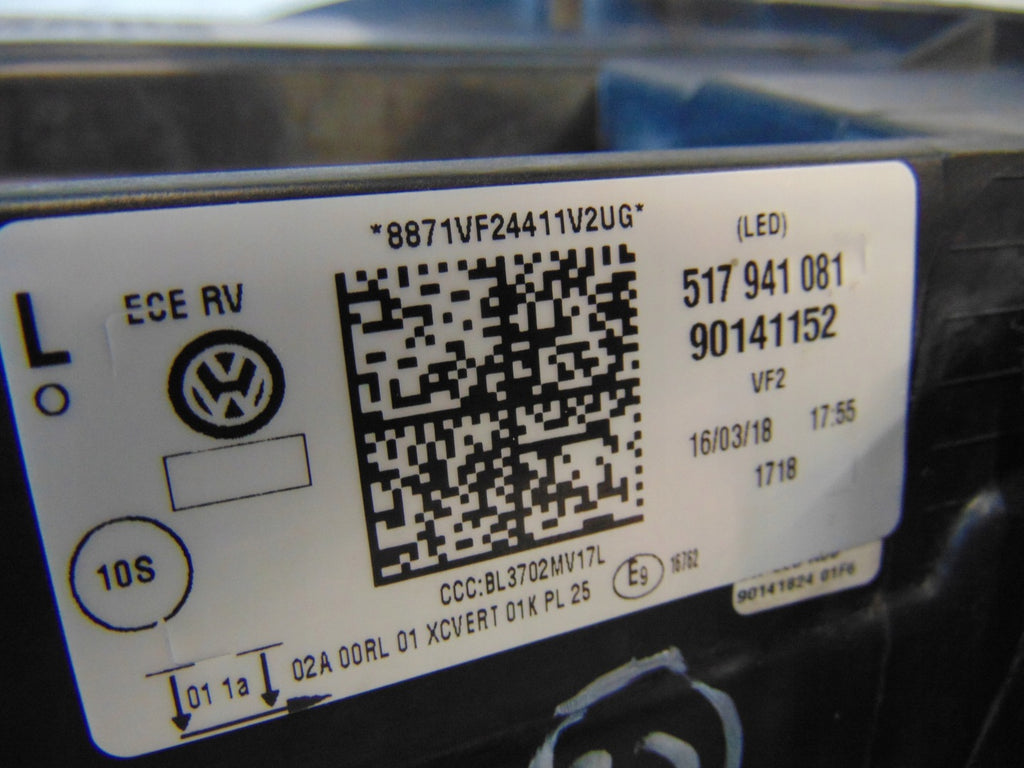 *8871VF24411V2UG*
(LED)
517 941 081
90141152
VF2
16/03/18 17:55
1718
L
ECE RV
10S
CCC:BL3702MV17L
E9 16762
02A 00RL 01 XCVERT 01K PL 25
01 1a
90141824 01F6